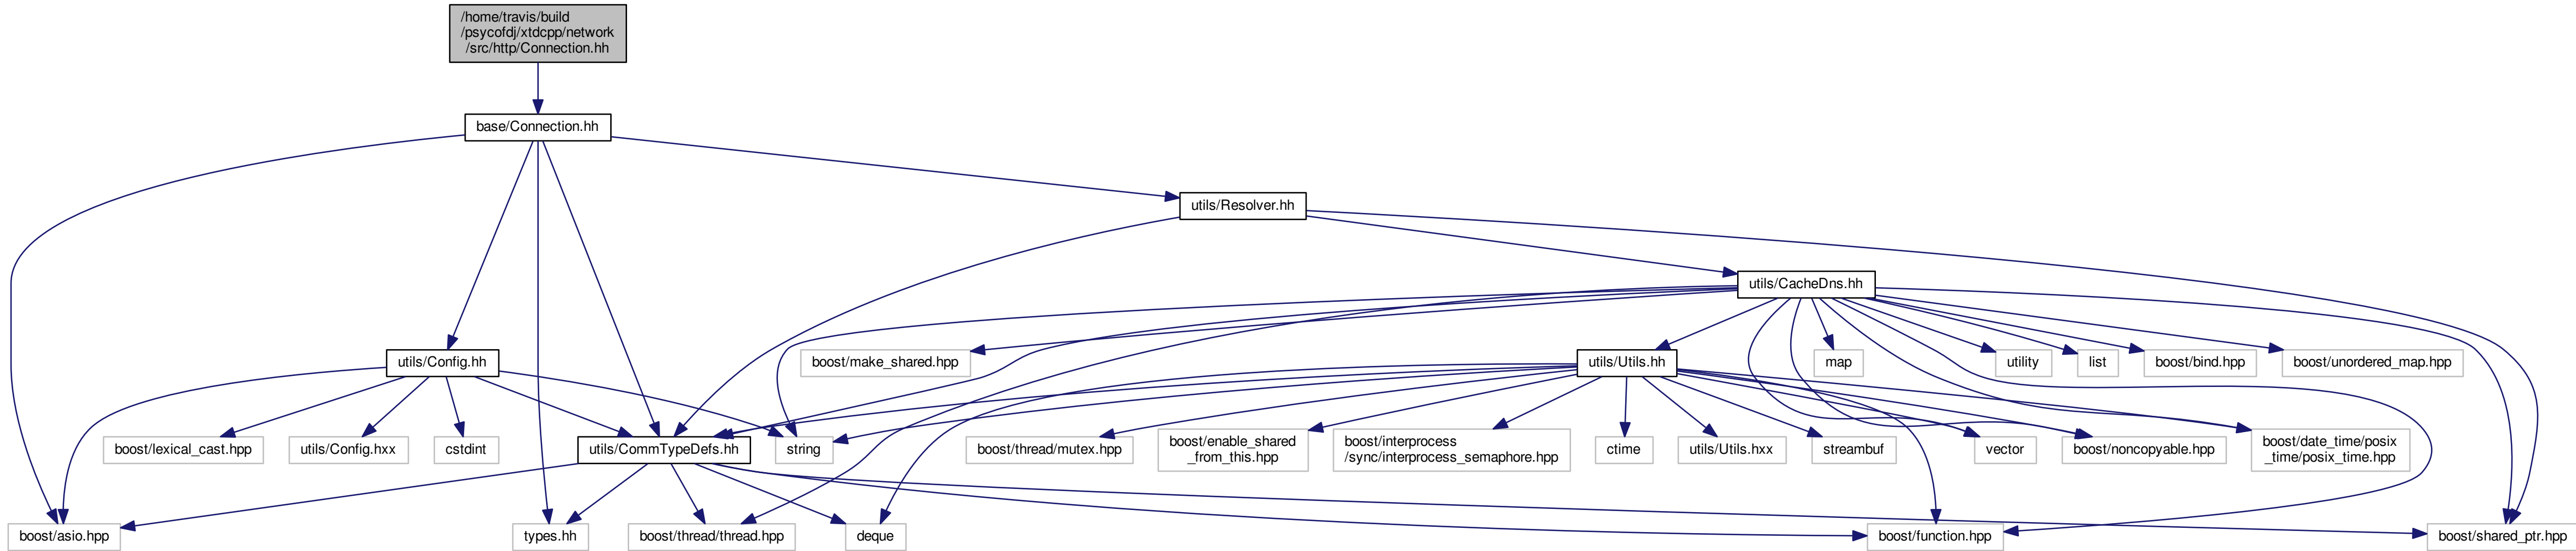 /home/travis/build
/psycofdj/xtdcpp/network
/src/http/Connection.hh
base/Connection.hh
utils/Resolver.hh
utils/CacheDns.hh
utils/Config.hh
boost/make_shared.hpp
utils/Utils.hh
map
utility
list
boost/bind.hpp
boost/unordered_map.hpp
boost/lexical_cast.hpp
utils/Config.hxx
cstdint
utils/CommTypeDefs.hh
string
boost/thread/mutex.hpp
boost/enable_shared
_from_this.hpp
boost/interprocess
/sync/interprocess_semaphore.hpp
ctime
utils/Utils.hxx
streambuf
vector
boost/noncopyable.hpp
boost/date_time/posix
_time/posix_time.hpp
boost/asio.hpp
types.hh
boost/thread/thread.hpp
deque
boost/function.hpp
boost/shared_ptr.hpp